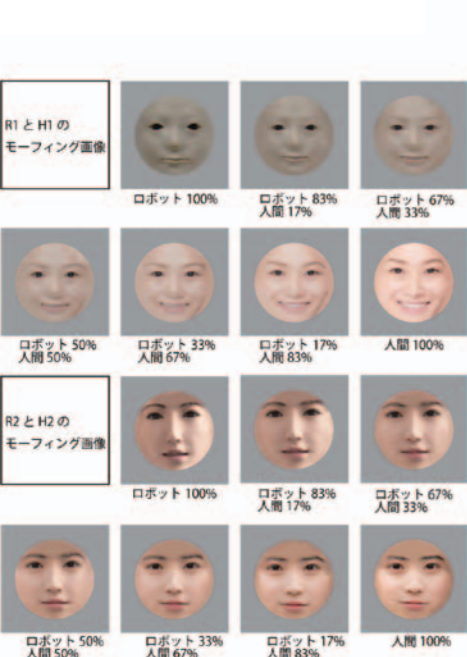 R1 と H1 の
モーフィング画像
ロボット 100%
ロボット 83%
人間 17%
ロボット 67%
人間 33%
ロボット 50%
人間 50%
ロボット 33%
人間 67%
ロボット 17%
人間 83%
人間 100%
R2 と H2 の
モーフィング画像
ロボット 100%
ロボット 83%
人間 17%
ロボット 67%
人間 33%
ロボット 50%
人間 50%
ロボット 33%
人間 67%
ロボット 17%
人間 83%
人間 100%